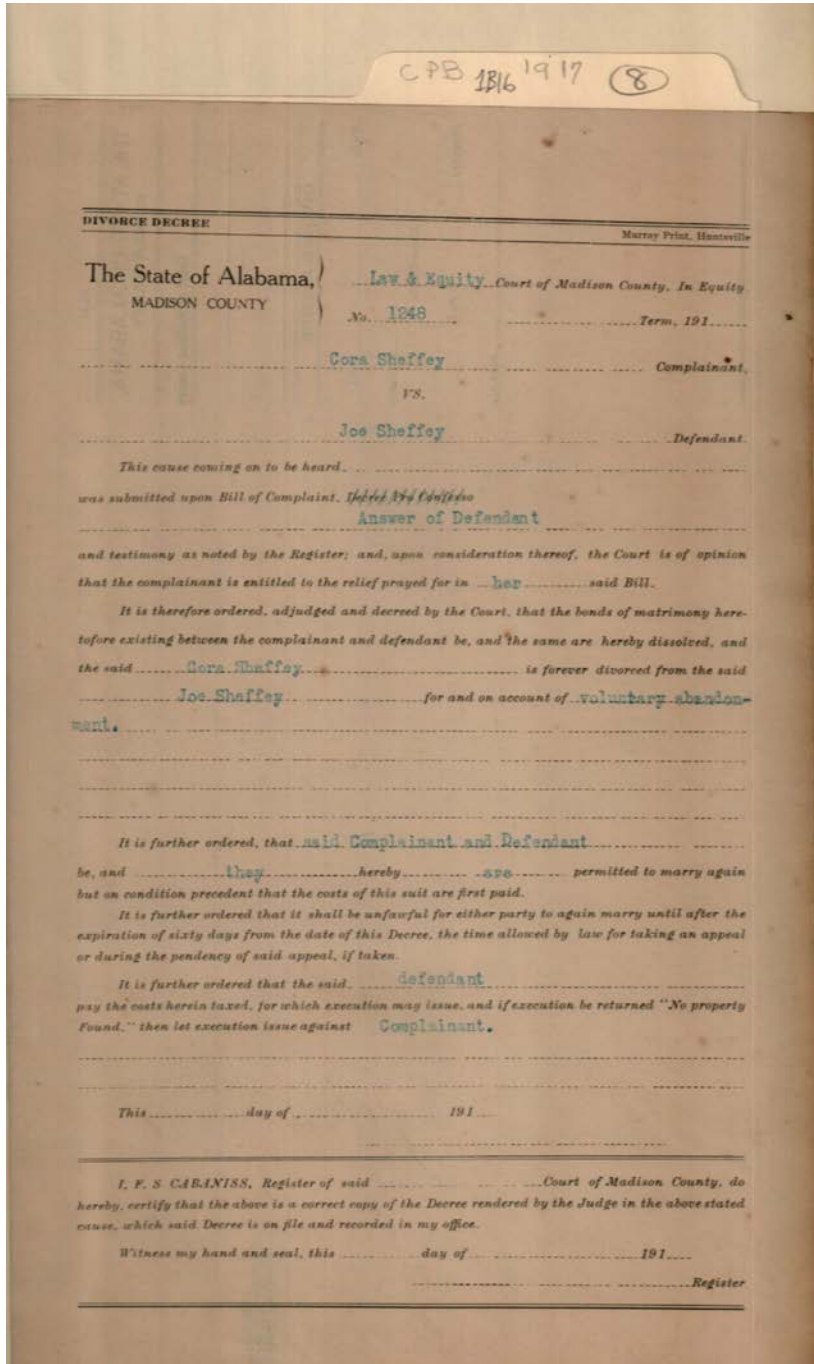 CPB 1B16 1917 8
DIVORCE DECREE
Murray Print, Huntsville
The State of Alabama,
MADISON COUNTY
Law & Equity Court of Madison County, In Equity
No. 1248 Term, 191
Cora Sheffey Complainant,
VS.
Joe Sheffey Defendant.
This cause coming on to be heard
was submitted upon Bill of Complaint, Decree Pro Confesso
Answer of Defendant
and testimony as noted by the Register; and, upon consideration thereof, the Court is of opinion
that the complainant is entitled to the relief prayed for in her said Bill.
It is therefore ordered, adjudged and decreed by the Court, that the bonds of matrimony here-
tofore existing between the complainant and defendant be, and the same are hereby dissolved, and
the said Cora Sheffey is forever divorced from the said
Joe Sheffey for and on account of voluntary abandon-
ment.
It is further ordered, that said Complainant and Defendant
be, and they hereby are permitted to marry again
but on condition precedent that the costs of this suit are first paid.
It is further ordered that it shall be unlawful for either party to again marry until after the
expiration of sixty days from the date of this Decree, the time allowed by law for taking an appeal
or during the pendency of said appeal, if taken.
It is further ordered that the said defendant
pay the costs herein taxed, for which execution may issue, and if execution be returned "No property
Found," then let execution issue against Complainant.
This day of 191
I, F. S. CABANISS, Register of said Court of Madison County, do
hereby, certify that the above is a correct copy of the Decree rendered by the Judge in the above stated
cause, which said Decree is on file and recorded in my office.
Witness my hand and seal, this day of 191
Register